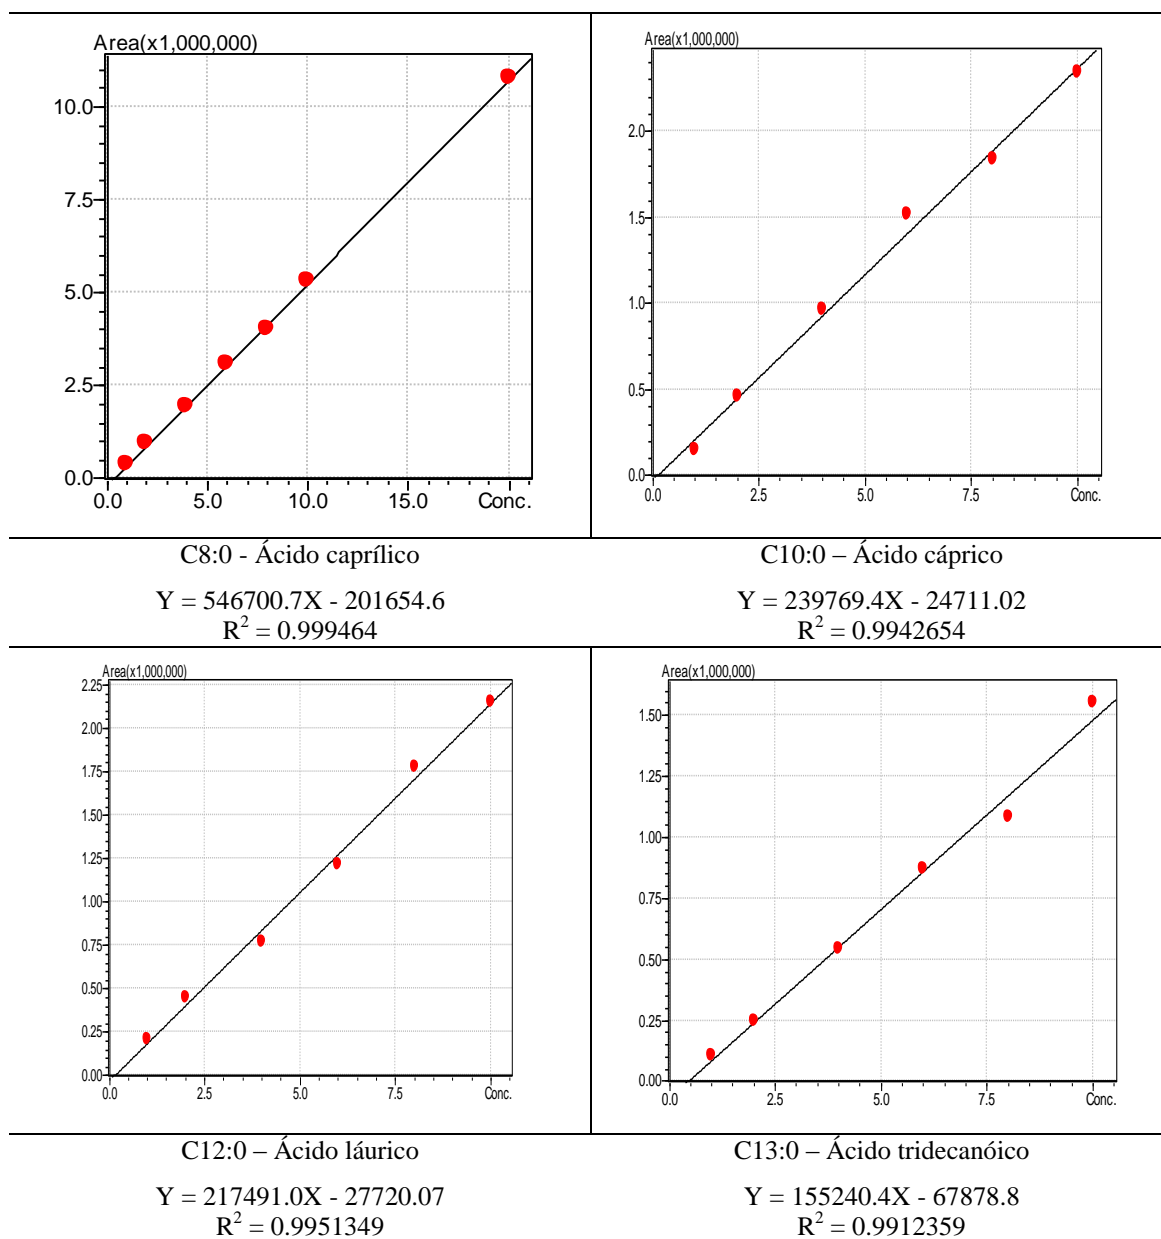 Area(x1,000,000)
10.0
7.5
5.0
2.5
0.0
0.0 5.0 10.0 15.0 Conc.
C8:0 - Ácido caprílico
Y = 546700.7X - 201654.6
R² = 0.999464
Area(x1,000,000)
2.0
1.5
1.0
0.5
0.0
0.0 2.5 5.0 7.5 Conc.
C10:0 – Ácido cáprico
Y = 239769.4X - 24711.02
R² = 0.9942654
Area(x1,000,000)
2.25
2.00
1.75
1.50
1.25
1.00
0.75
0.50
0.25
0.00
0.0 2.5 5.0 7.5 Conc.
C12:0 – Ácido láurico
Y = 217491.0X - 27720.07
R² = 0.9951349
Area(x1,000,000)
1.50
1.25
1.00
0.75
0.50
0.25
0.00
0.0 2.5 5.0 7.5 Conc.
C13:0 – Ácido tridecanóico
Y = 155240.4X - 67878.8
R² = 0.9912359